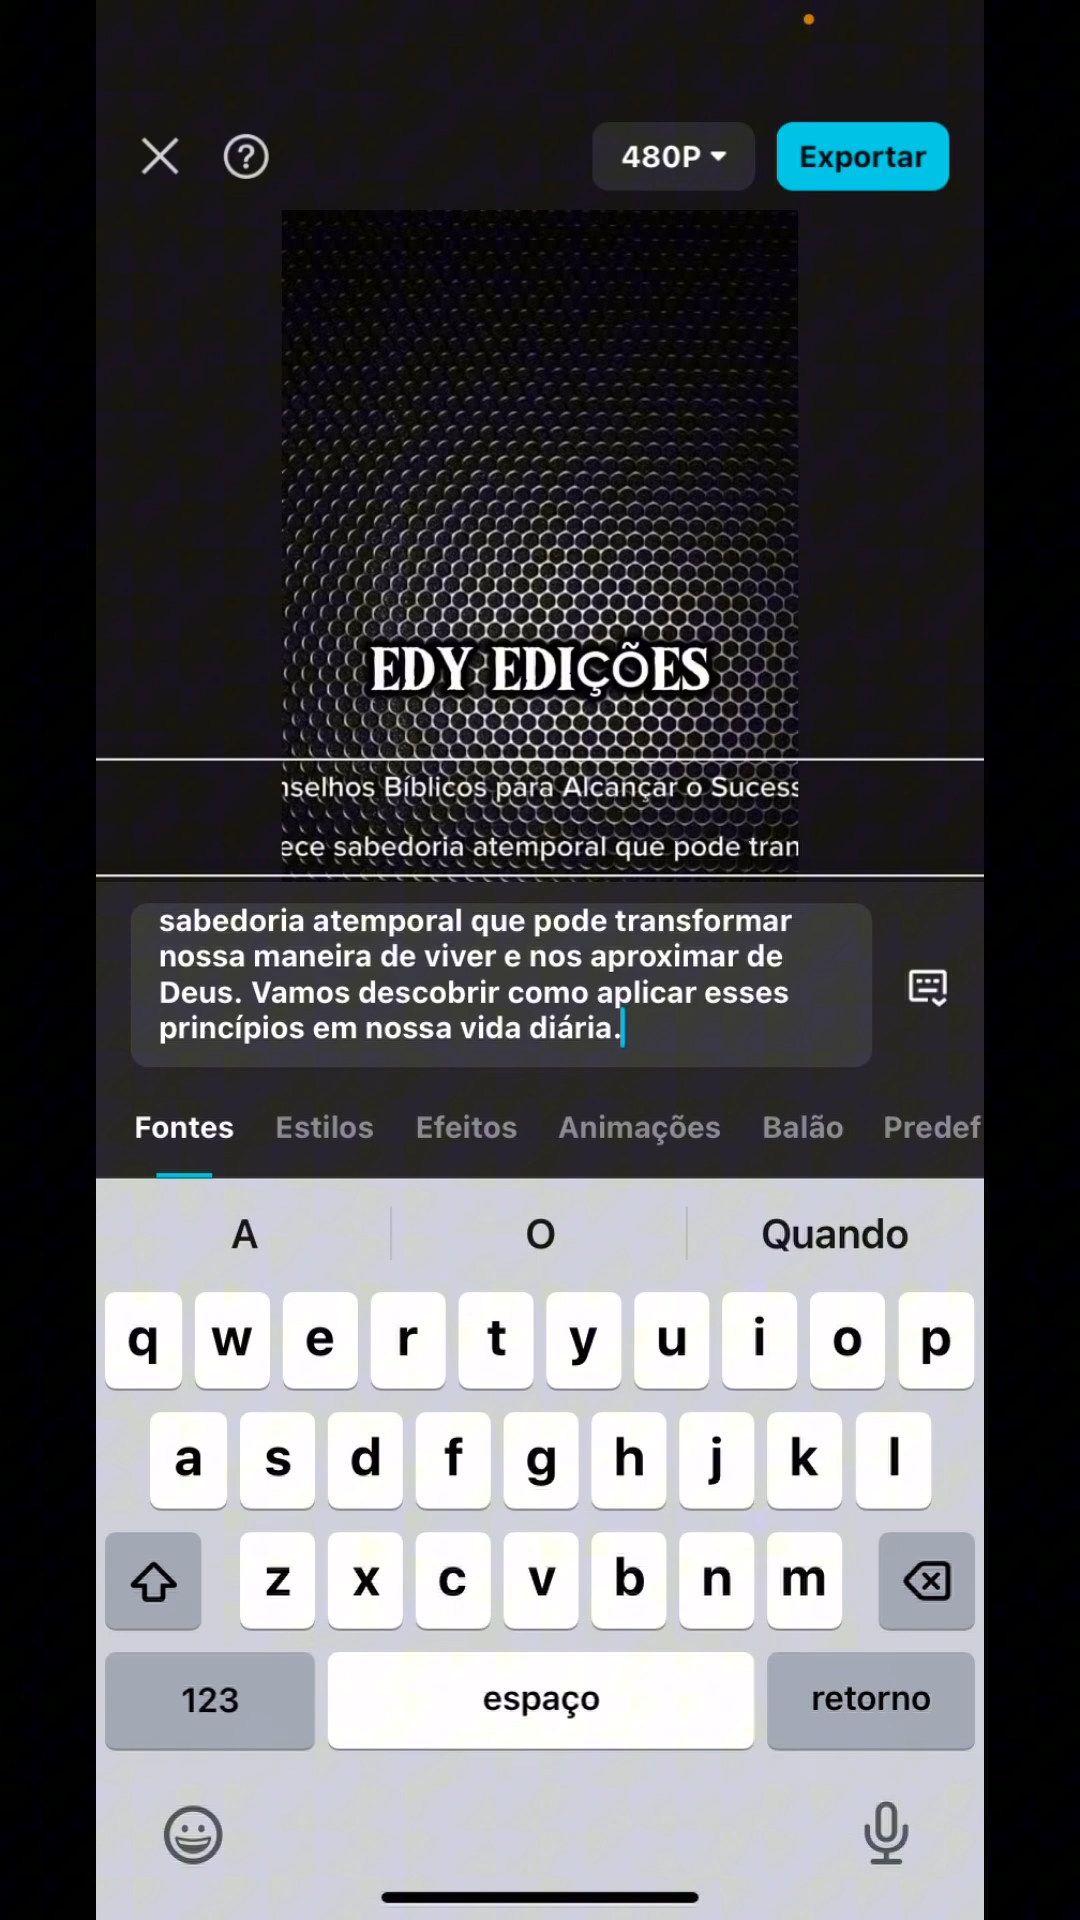 480P
Exportar
EDY EDIÇÕES
nselhos Bíblicos para Alcançar o Sucess
ece sabedoria atemporal que pode tran
sabedoria atemporal que pode transformar
nossa maneira de viver e nos aproximar de
Deus. Vamos descobrir como aplicar esses
princípios em nossa vida diária.
Fontes Estilos Efeitos Animações Balão Predef
A O Quando
q w e r t y u i o p
a s d f g h j k l
z x c v b n m
123 espaço retorno